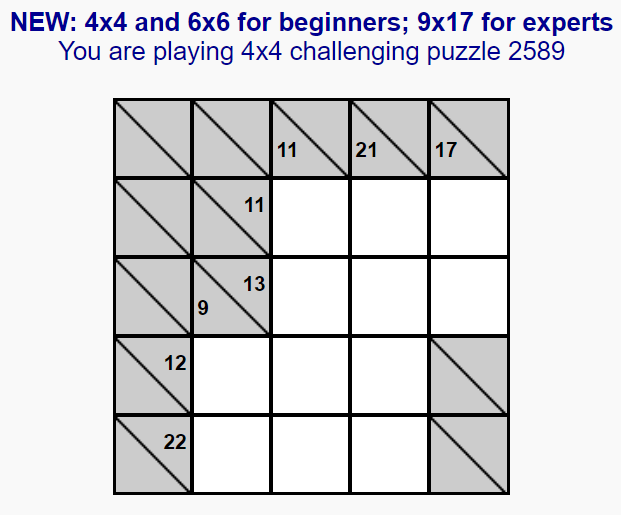 NEW: 4x4 and 6x6 for beginners; 9x17 for experts
You are playing 4x4 challenging puzzle 2589
11 21 17
11
13
9
12
22